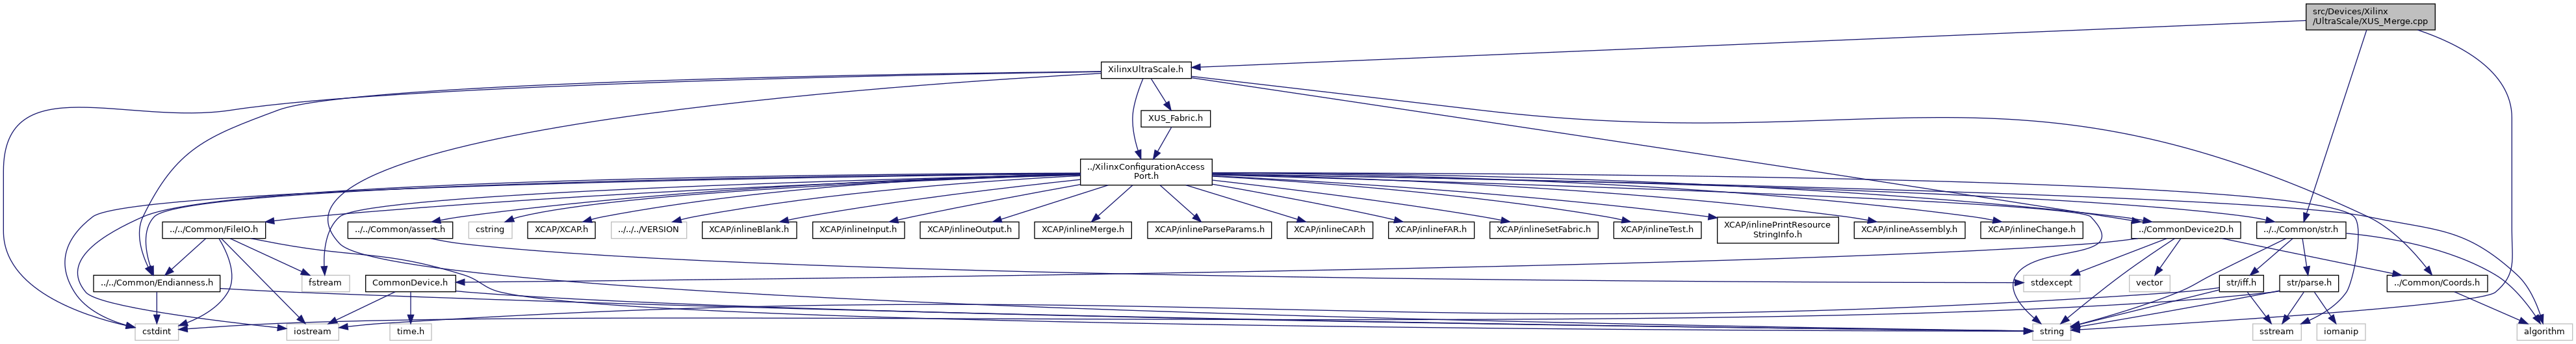 src/Devices/Xilinx
/UltraScale/XUS_Merge.cpp
XilinxUltraScale.h
XUS_Fabric.h
../XilinxConfigurationAccess
Port.h
../../Common/FileIO.h
../../Common/assert.h
cstring
XCAP/XCAP.h
../../../VERSION
XCAP/inlineBlank.h
XCAP/inlineInput.h
XCAP/inlineOutput.h
XCAP/inlineMerge.h
XCAP/inlineParseParams.h
XCAP/inlineCAP.h
XCAP/inlineFAR.h
XCAP/inlineSetFabric.h
XCAP/inlineTest.h
XCAP/inlinePrintResource
StringInfo.h
XCAP/inlineAssembly.h
XCAP/inlineChange.h
../CommonDevice2D.h
../../Common/str.h
../../Common/Endianness.h
fstream
CommonDevice.h
stdexcept
vector
str/iff.h
str/parse.h
../Common/Coords.h
cstdint
iostream
time.h
string
sstream
iomanip
algorithm